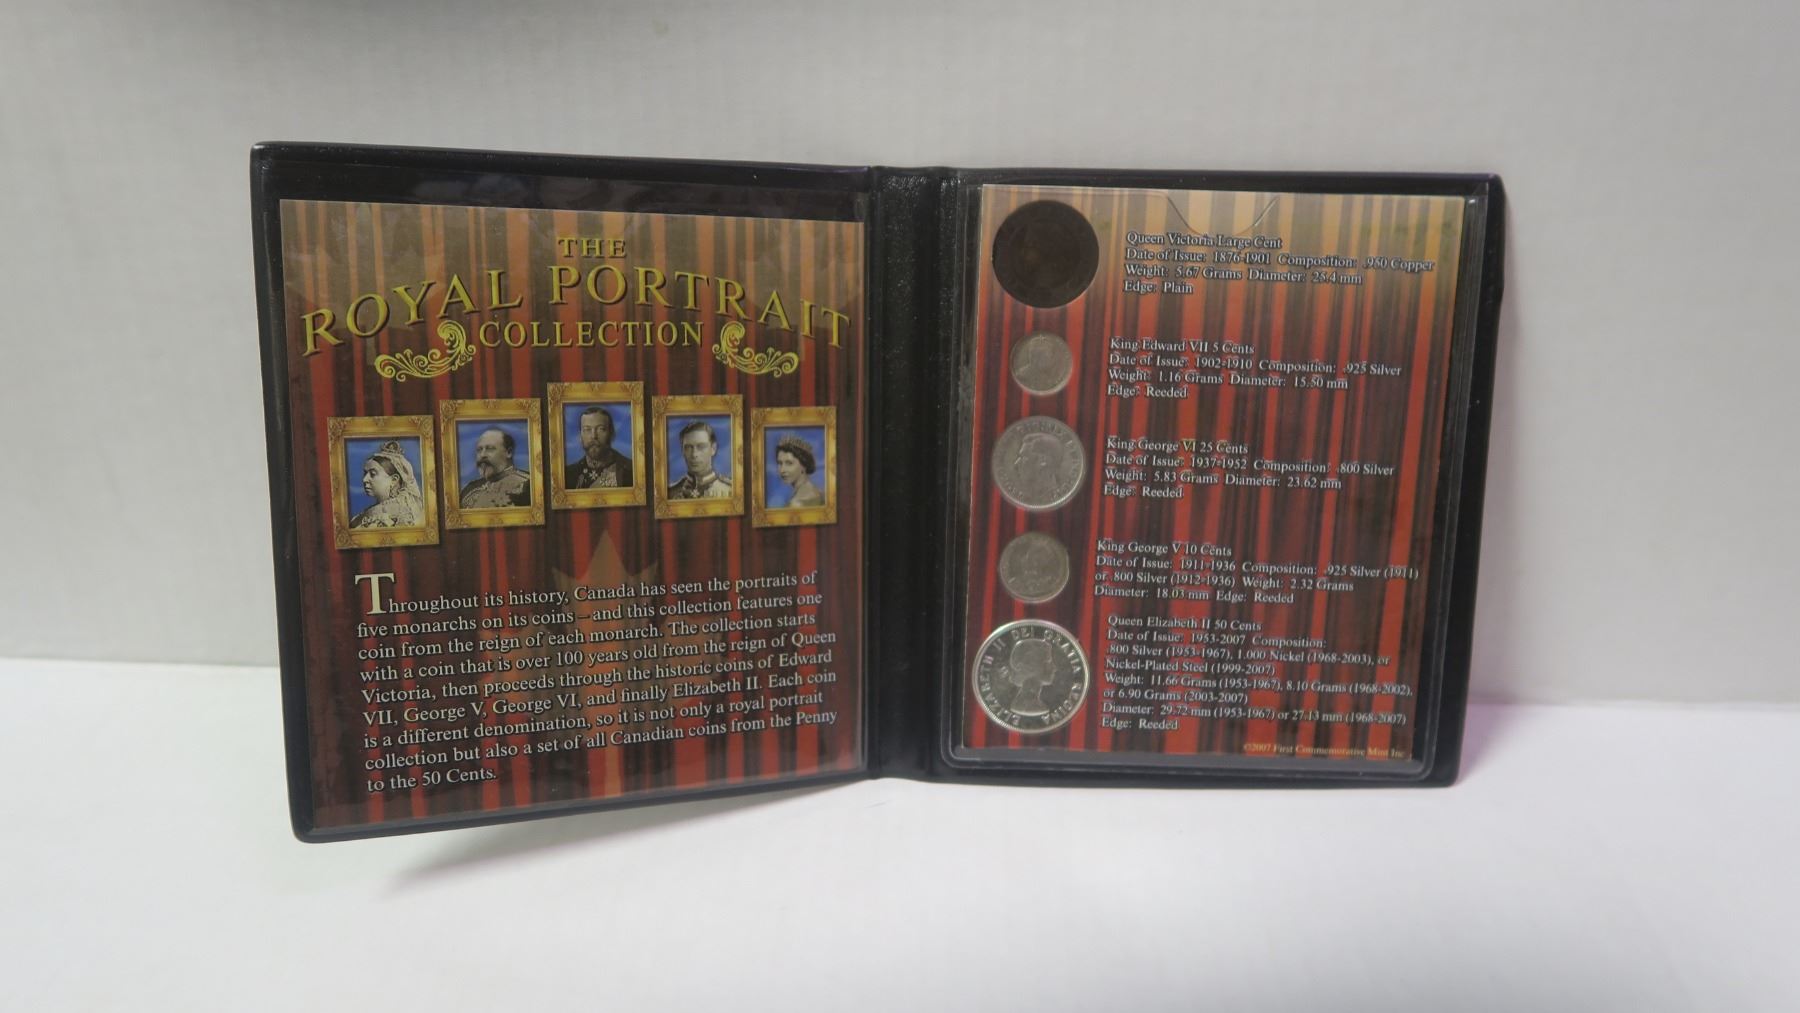 THE
ROYAL PORTRAIT
COLLECTION
Throughout its history, Canada has seen the portraits of
five monarchs on its coins – and this collection features one
coin from the reign of each monarch. The collection starts
with a coin that is over 100 years old from the reign of Queen
Victoria, then proceeds through the historic coins of Edward
VII, George V, George VI, and finally Elizabeth II. Each coin
is a different denomination, so it is not only a royal portrait
collection but also a set of all Canadian coins from the Penny
to the 50 Cents.
Queen Victoria Large Cent
Date of Issue: 1876-1901 Composition: .950 Copper
Weight: 5.67 Grams Diameter: 25.4 mm
Edge: Plain
King Edward VII 5 Cents
Date of Issue: 1902-1910 Composition: .925 Silver
Weight: 1.16 Grams Diameter: 15.50 mm
Edge: Reeded
King George VI 25 Cents
Date of Issue: 1937-1952 Composition: .800 Silver
Weight: 5.83 Grams Diameter: 23.62 mm
Edge: Reeded
King George V 10 Cents
Date of Issue: 1911-1936 Composition: .925 Silver (1911)
or .800 Silver (1912-1936) Weight: 2.32 Grams
Diameter: 18.03 mm Edge: Reeded
Queen Elizabeth II 50 Cents
Date of Issue: 1953-2007 Composition:
.800 Silver (1953-1967), 1.000 Nickel (1968-2003), or
Nickel-Plated Steel (1999-2007)
Weight: 11.66 Grams (1953-1967), 8.10 Grams (1968-2002),
or 6.90 Grams (2003-2007)
Diameter: 29.72 mm (1953-1967) or 27.13 mm (1968-2007)
Edge: Reeded
©2007 First Commemorative Mint Inc
ELIZABETH II DEI GRATIA REGINA